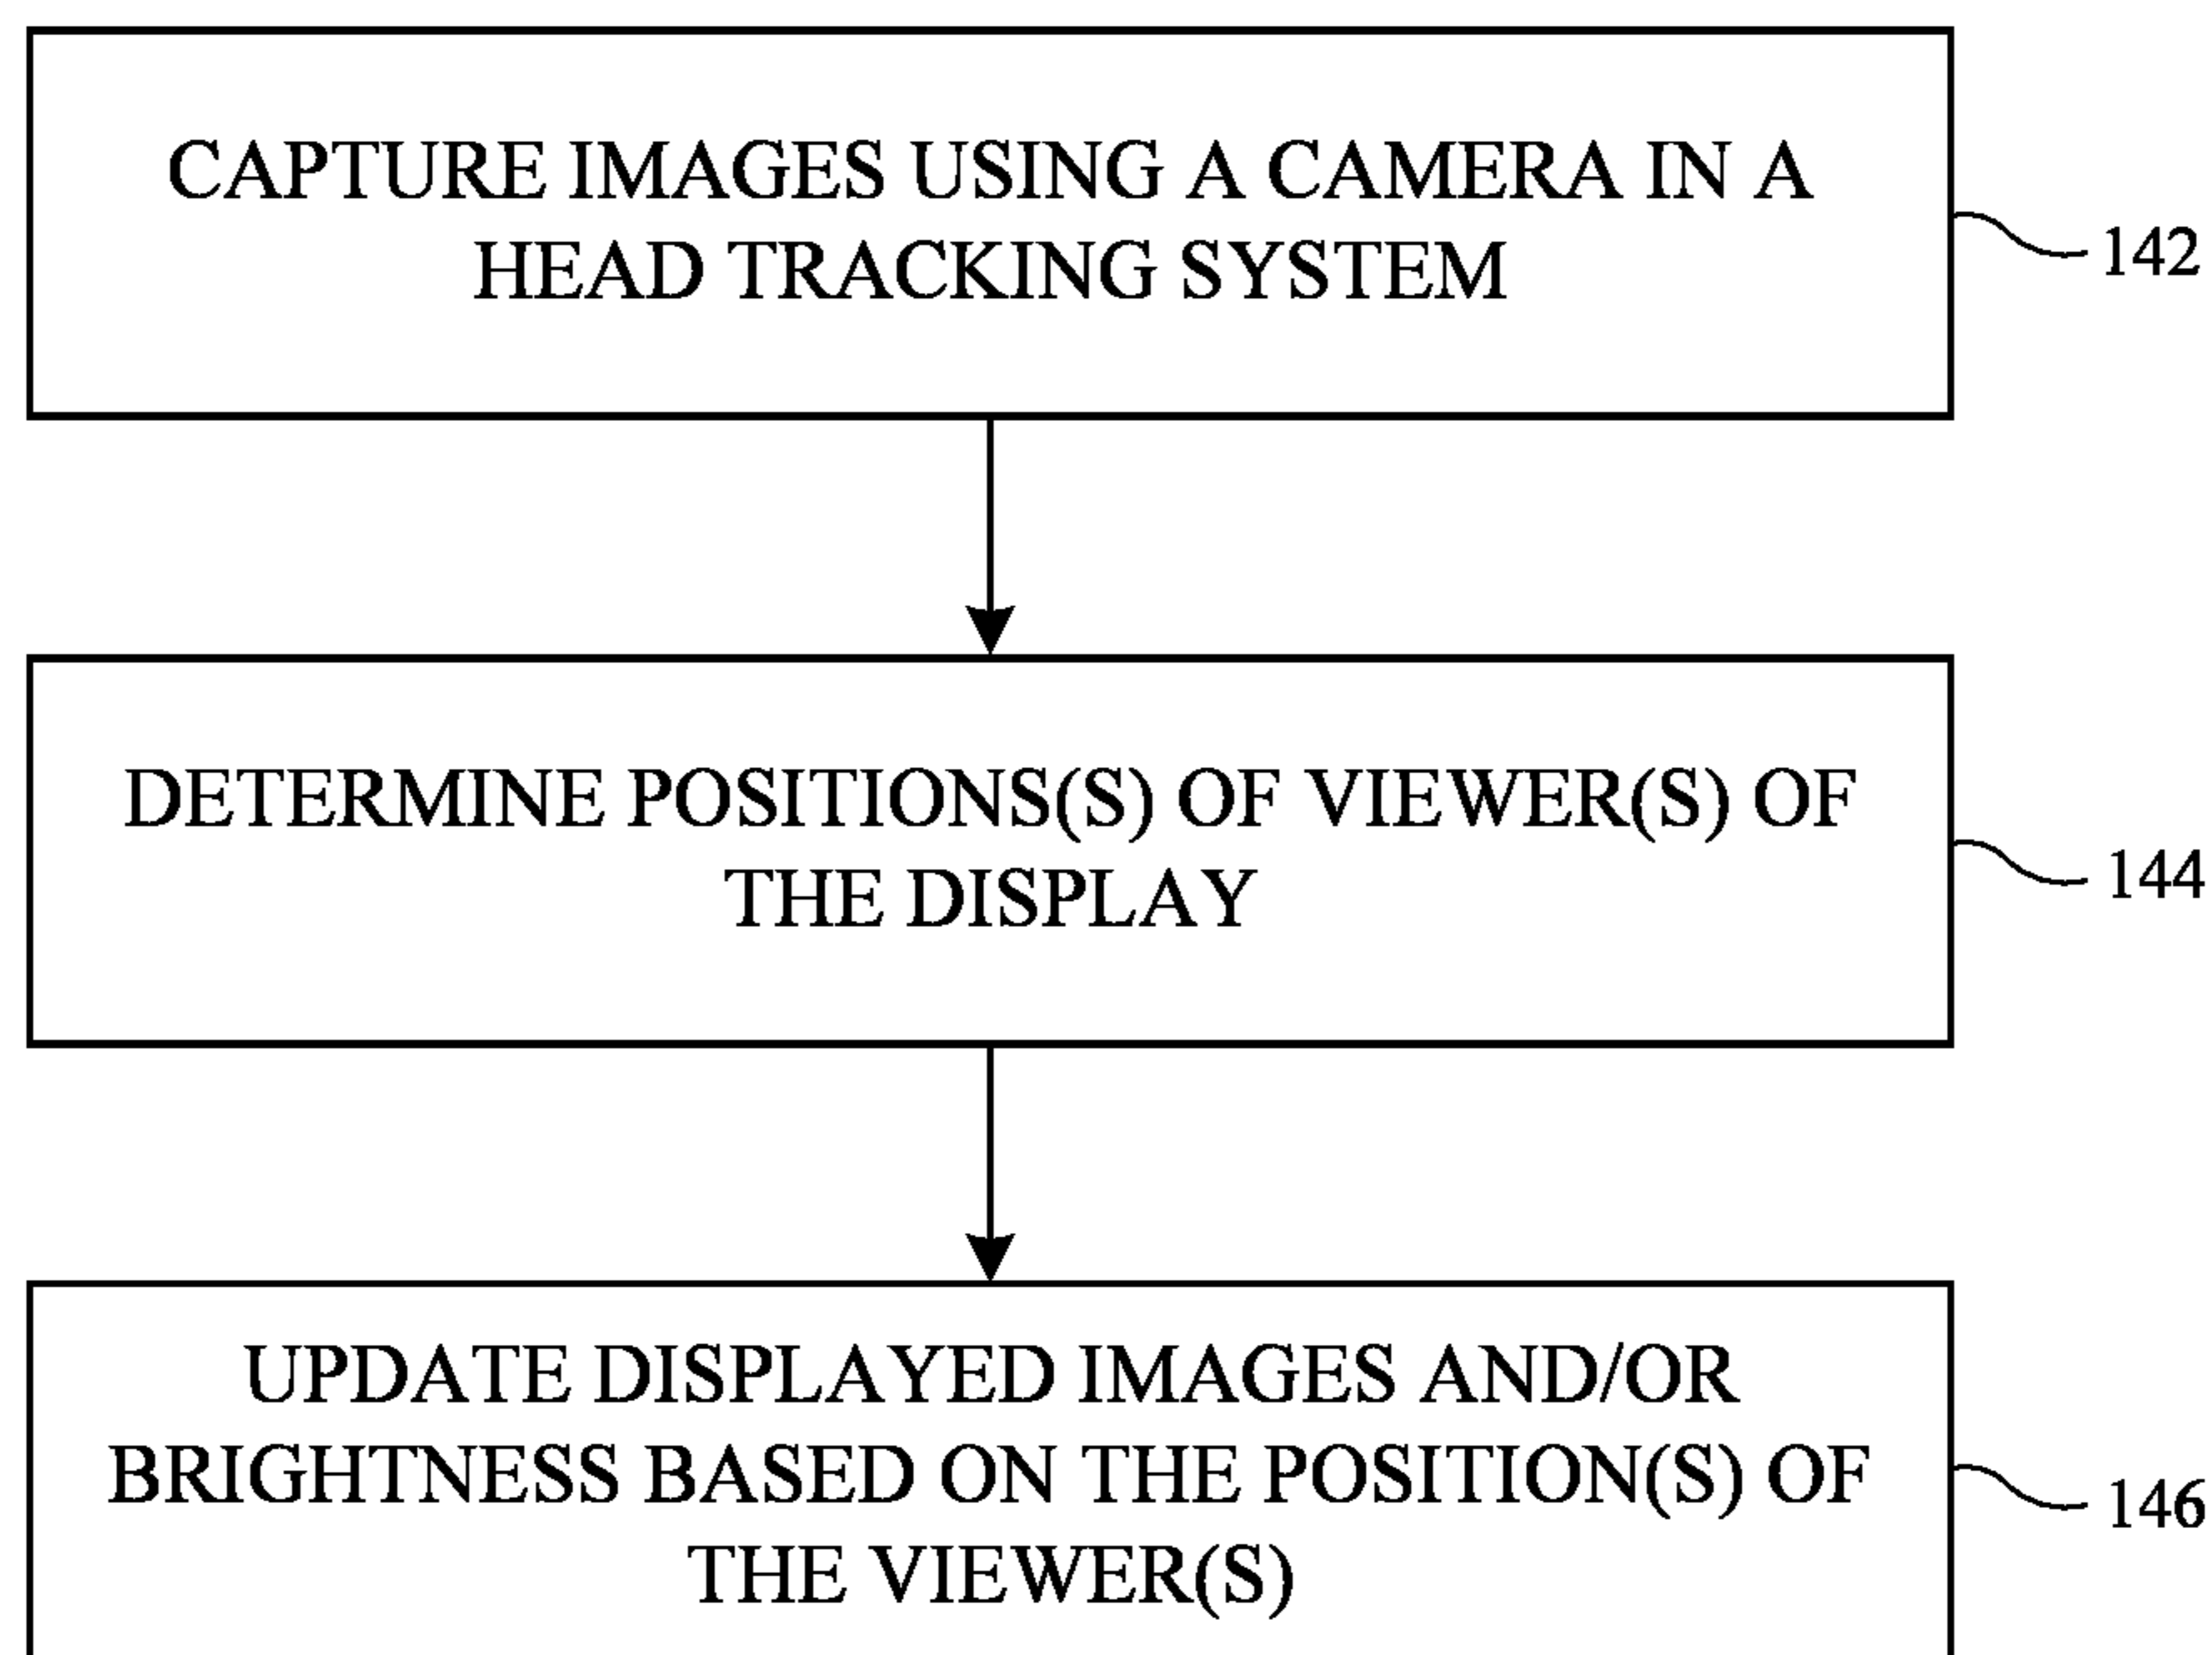 CAPTURE IMAGES USING A CAMERA IN A
HEAD TRACKING SYSTEM
142
DETERMINE POSITIONS(S) OF VIEWER(S) OF
THE DISPLAY
144
UPDATE DISPLAYED IMAGES AND/OR
BRIGHTNESS BASED ON THE POSITION(S) OF
THE VIEWER(S)
146